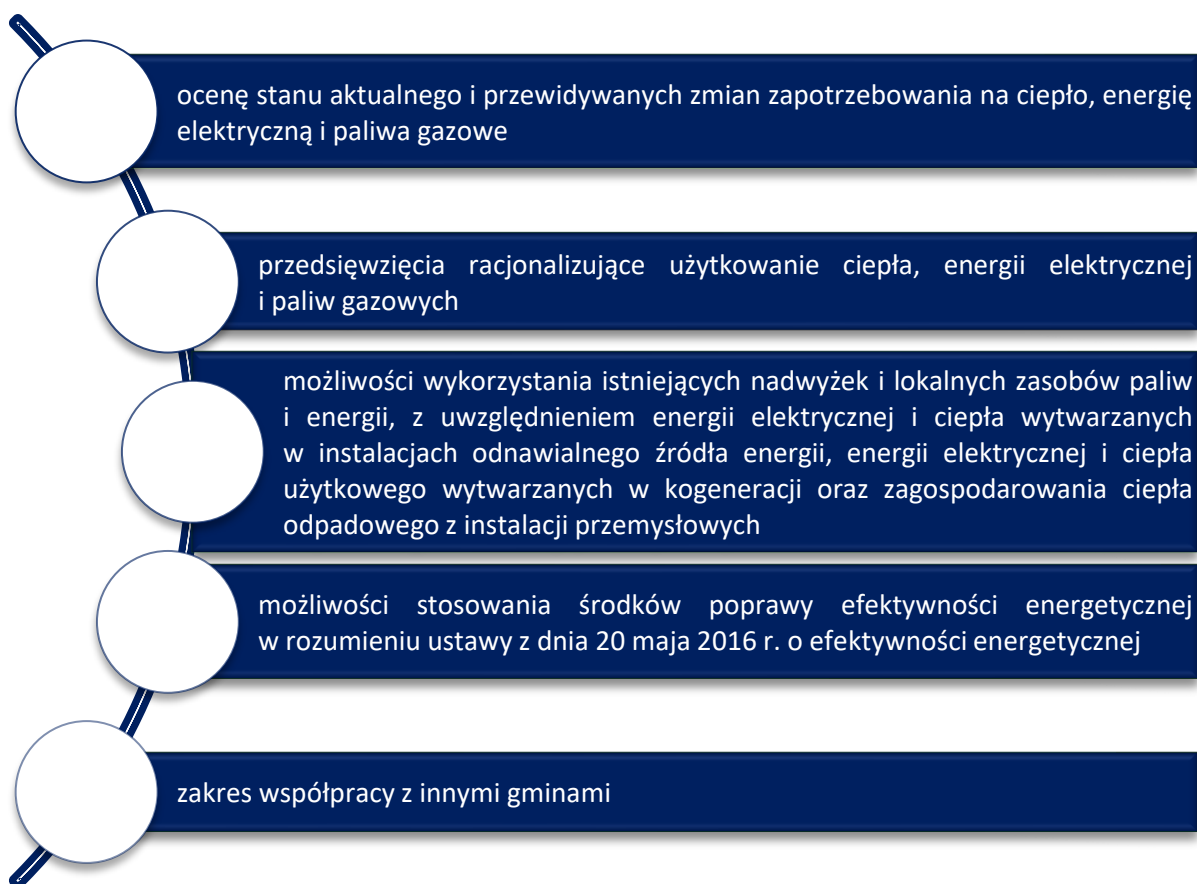 ocenę stanu aktualnego i przewidywanych zmian zapotrzebowania na ciepło, energię
elektryczną i paliwa gazowe
przedsięwzięcia racjonalizujące użytkowanie ciepła, energii elektrycznej
i paliw gazowych
możliwości wykorzystania istniejących nadwyżek i lokalnych zasobów paliw
i energii, z uwzględnieniem energii elektrycznej i ciepła wytwarzanych
w instalacjach odnawialnego źródła energii, energii elektrycznej i ciepła
użytkowego wytwarzanych w kogeneracji oraz zagospodarowania ciepła
odpadowego z instalacji przemysłowych
możliwości stosowania środków poprawy efektywności energetycznej
w rozumieniu ustawy z dnia 20 maja 2016 r. o efektywności energetycznej
zakres współpracy z innymi gminami